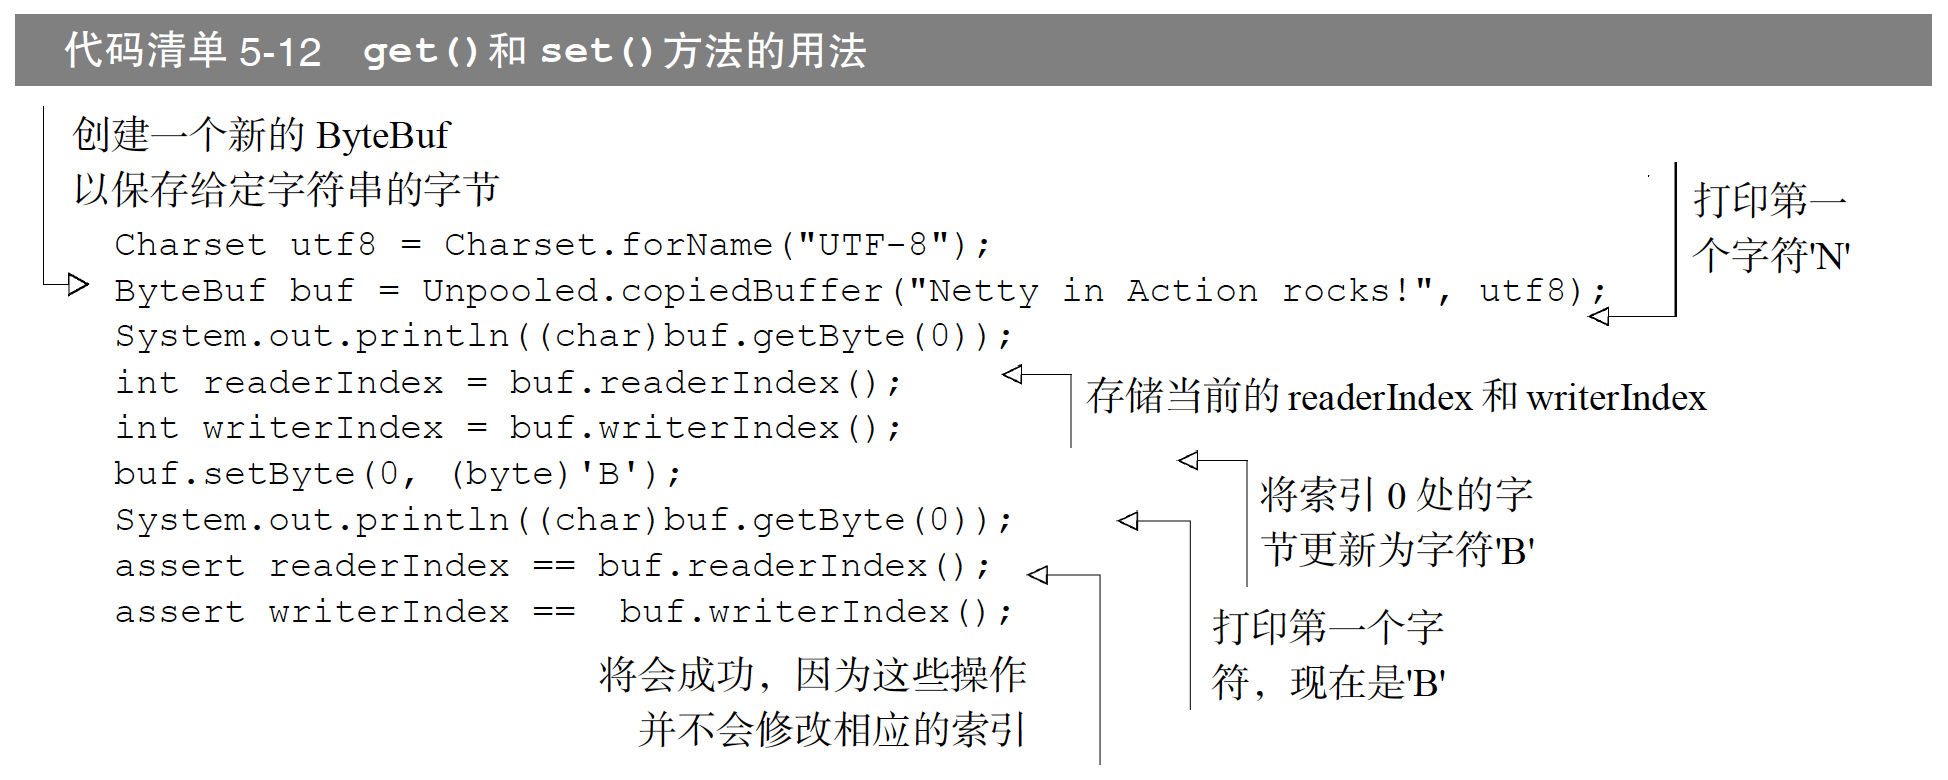 代码清单 5-12 get()和 set()方法的用法
创建一个新的 ByteBuf
以保存给定字符串的字节
打印第一
个字符'N'
Charset utf8 = Charset.forName("UTF-8");
ByteBuf buf = Unpooled.copiedBuffer("Netty in Action rocks!", utf8);
System.out.println((char)buf.getByte(0));
int readerIndex = buf.readerIndex();
存储当前的 readerIndex 和 writerIndex
int writerIndex = buf.writerIndex();
buf.setByte(0, (byte)'B');
将索引 0 处的字
节更新为字符'B'
System.out.println((char)buf.getByte(0));
打印第一个字
符，现在是'B'
assert readerIndex == buf.readerIndex();
assert writerIndex ==  buf.writerIndex();
将会成功，因为这些操作
并不会修改相应的索引